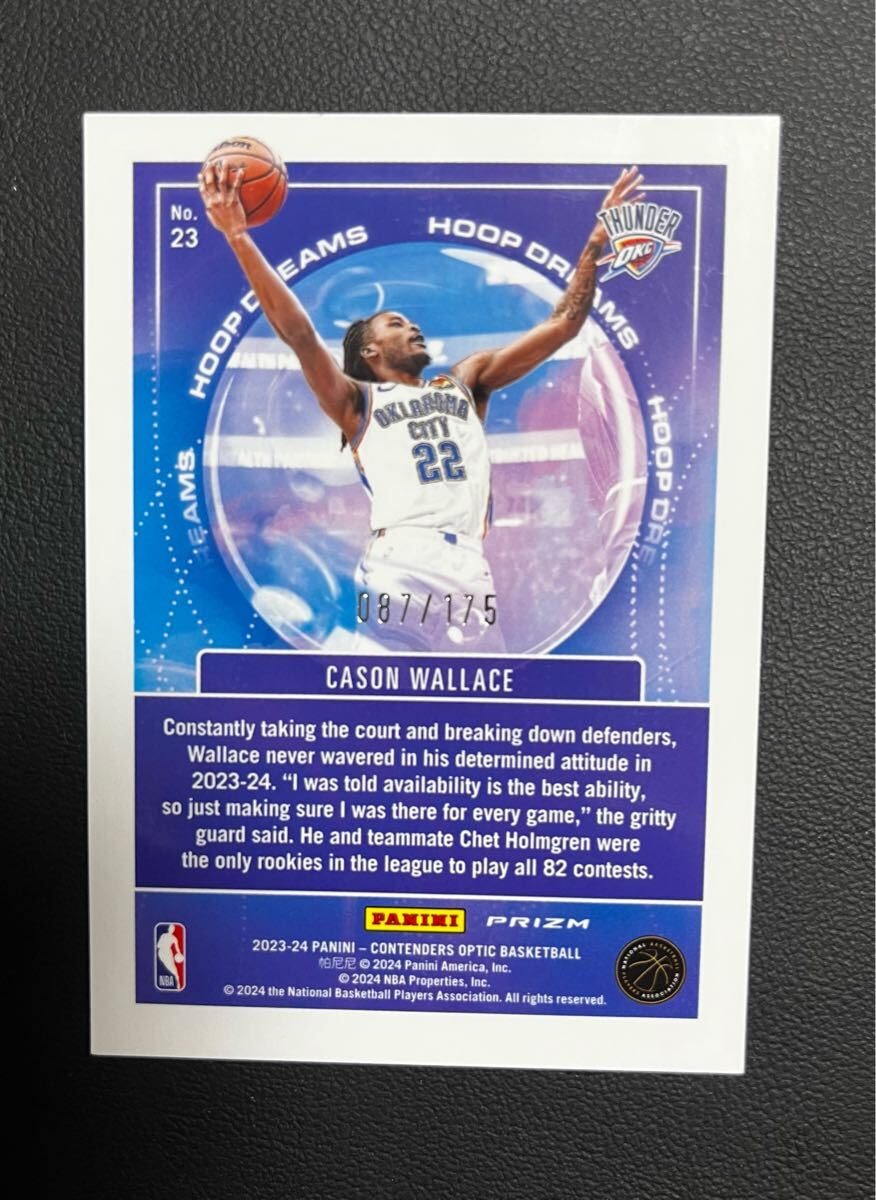 No.
23
HOOP DREAMS
HOOP DREAMS
EAMS
HOOP DRE
THUNDER
OKC
OKLAHOMA
CITY
22
087/175
CASON WALLACE
Constantly taking the court and breaking down defenders,
Wallace never wavered in his determined attitude in
2023-24. “I was told availability is the best ability,
so just making sure I was there for every game,” the gritty
guard said. He and teammate Chet Holmgren were
the only rookies in the league to play all 82 contests.
PANINI PRIZM
2023-24 PANINI – CONTENDERS OPTIC BASKETBALL
帕尼尼 © 2024 Panini America, Inc.
© 2024 NBA Properties, Inc.
© 2024 the National Basketball Players Association. All rights reserved.
NBA
NATIONAL BASKETBALL
PLAYERS ASSOCIATION